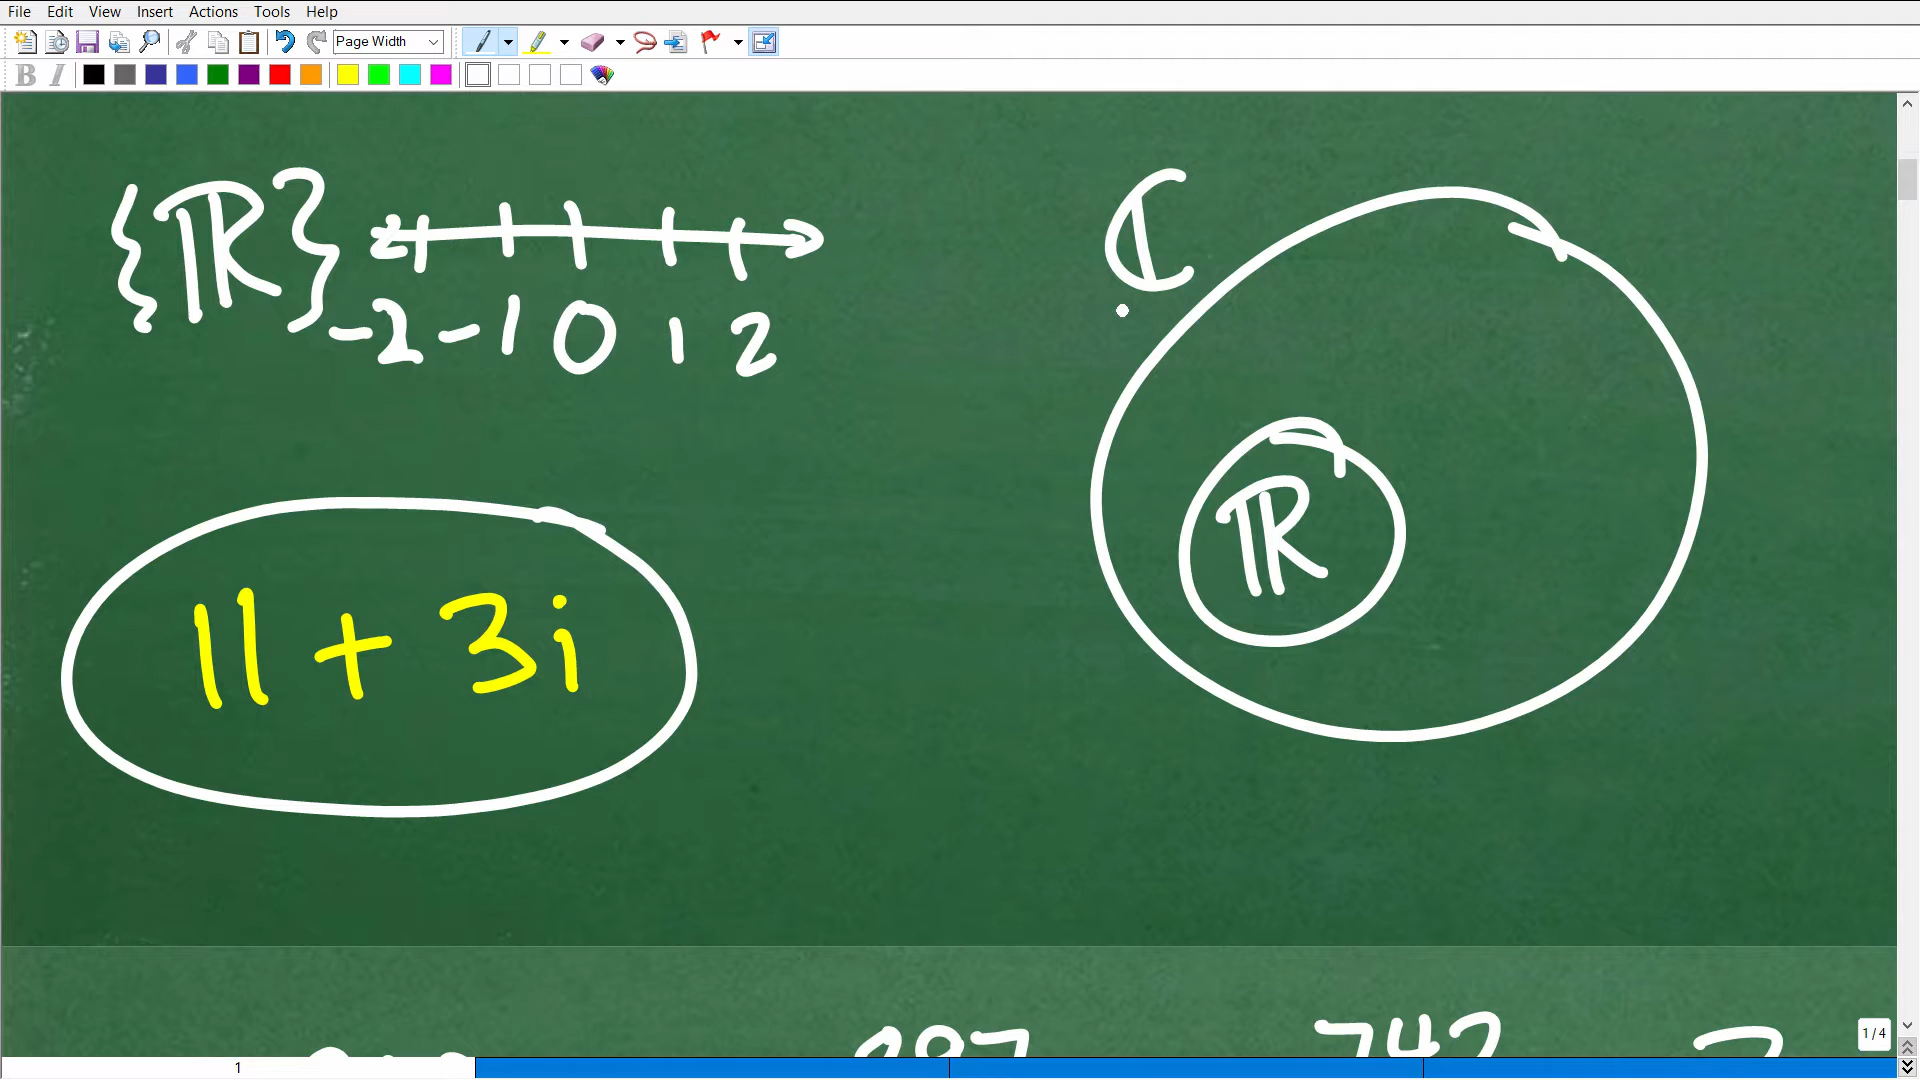 File Edit View Insert Actions Tools Help
Page Width
B I
{ℝ}
-2 -1 0 1 2
ℂ
ℝ
11 + 3i
742
1 / 4
1